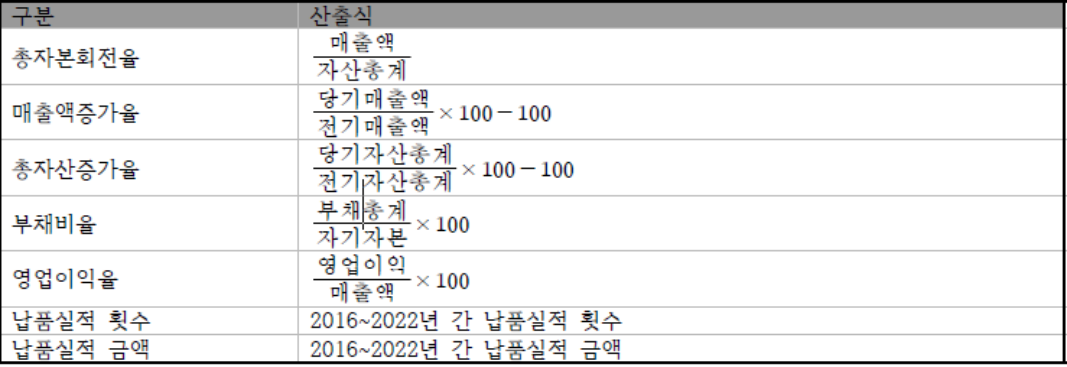 구분 산출식
총자본회전율 매출액
자산총계
매출액증가율 당기매출액
전기매출액 × 100 - 100
총자산증가율 당기자산총계
전기자산총계 × 100 - 100
부채비율 부채총계
자기자본 × 100
영업이익율 영업이익
매출액 × 100
납품실적 횟수 2016~2022년 간 납품실적 횟수
납품실적 금액 2016~2022년 간 납품실적 금액